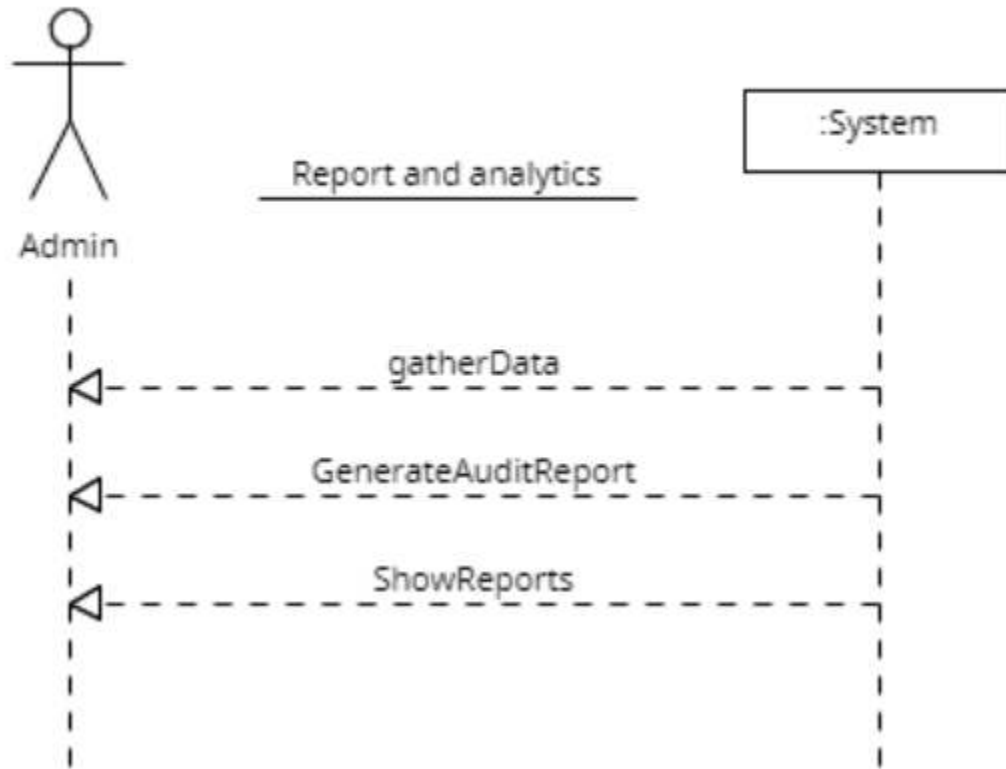 :System
Report and analytics
Admin
gatherData
GenerateAuditReport
ShowReports